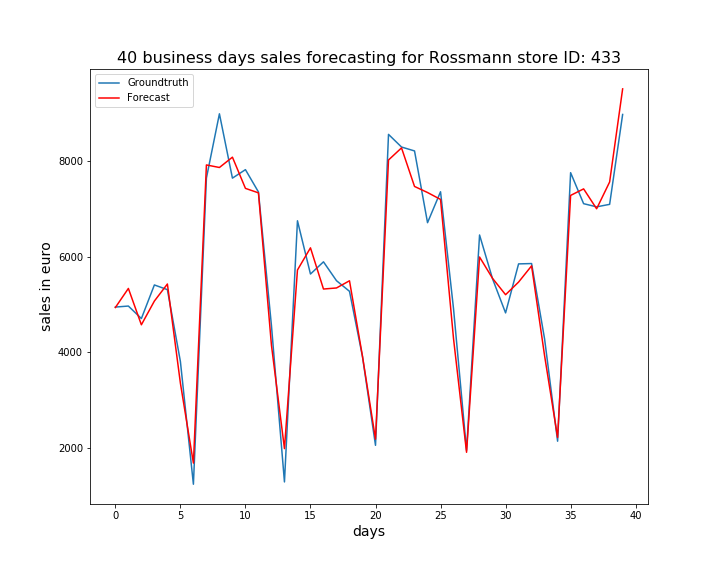 40 business days sales forecasting for Rossmann store ID: 433
Groundtruth
Forecast
8000
6000
4000
2000
sales in euro
0 5 10 15 20 25 30 35 40
days